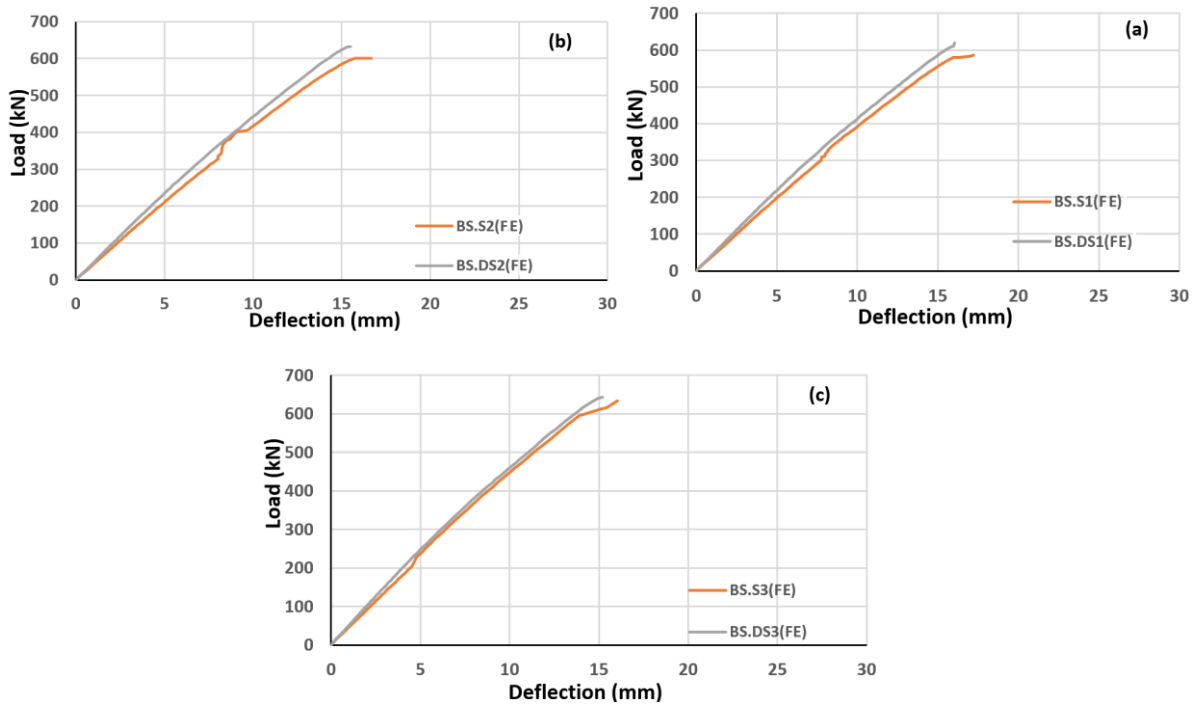 (b)
700
600
500
400
300
200
100
0
Load (kN)
0 5 10 15 20 25 30
Deflection (mm)
BS.S2(FE)
BS.DS2(FE)
(a)
700
600
500
400
300
200
100
0
Load (kN)
0 5 10 15 20 25 30
Deflection (mm)
BS.S1(FE)
BS.DS1(FE)
(c)
700
600
500
400
300
200
100
0
Load (kN)
0 5 10 15 20 25 30
Deflection (mm)
BS.S3(FE)
BS.DS3(FE)